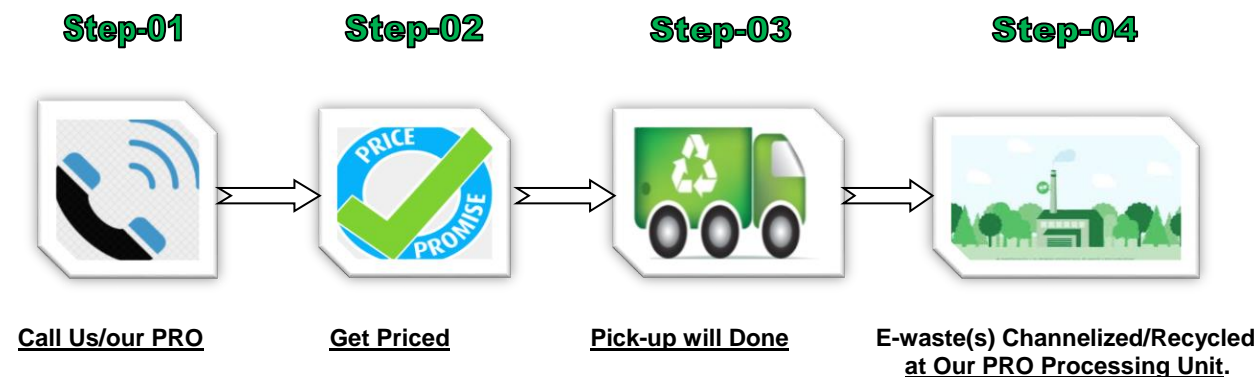 Step-01
Step-02
Step-03
Step-04
PRICE
PROMISE
Call Us/our PRO
Get Priced
Pick-up will Done
E-waste(s) Channelized/Recycled
at Our PRO Processing Unit.